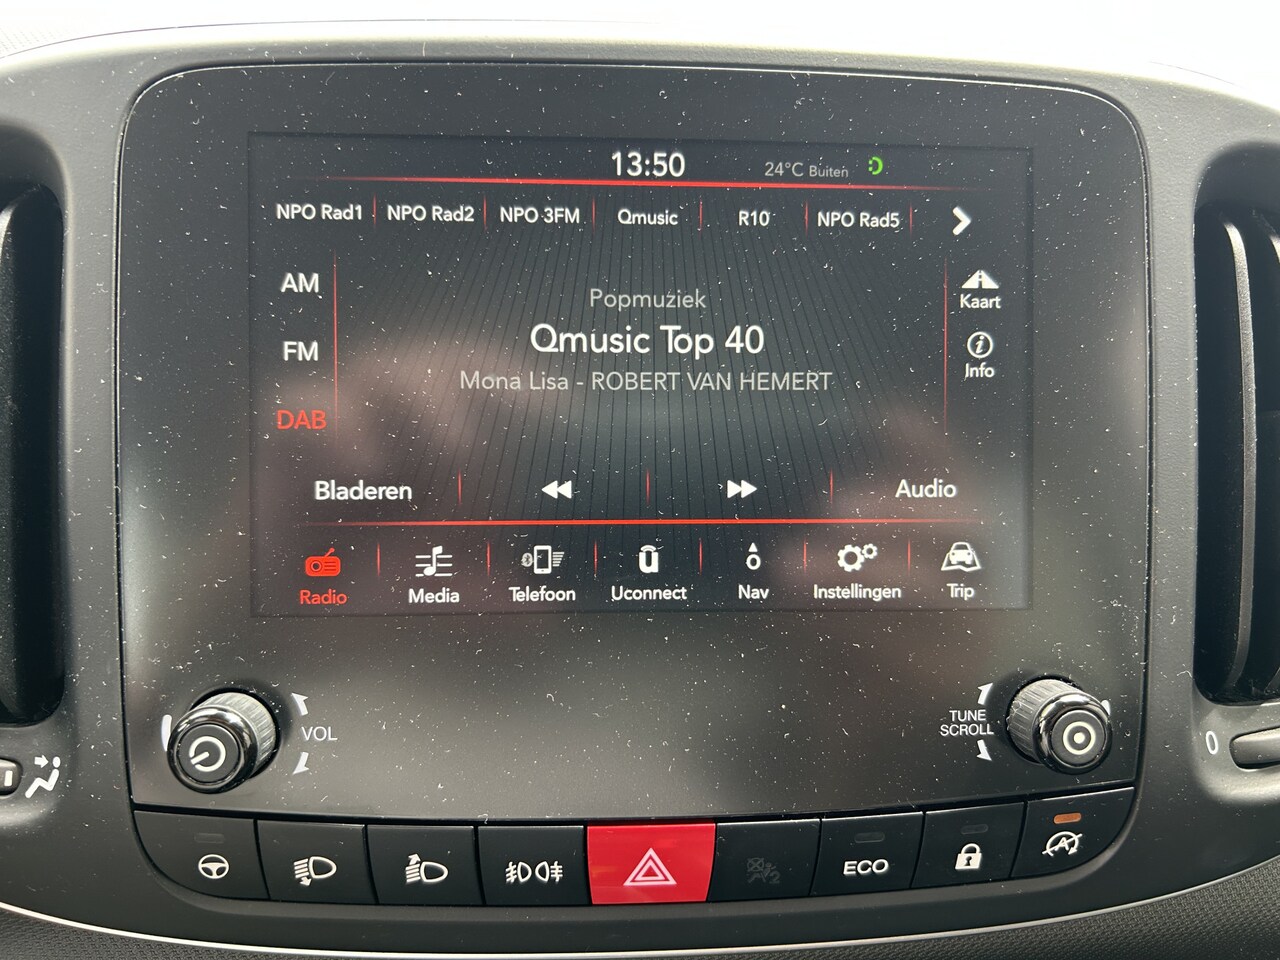 13:50 24°C Buiten
NPO Rad1 NPO Rad2 NPO 3FM Qmusic R10 NPO Rad5
AM
FM
DAB
Popmuziek
Qmusic Top 40
Mona Lisa - ROBERT VAN HEMERT
Kaart
Info
Bladeren Audio
Radio Media Telefoon Uconnect Nav Instellingen Trip
VOL
TUNE
SCROLL
0
ECO